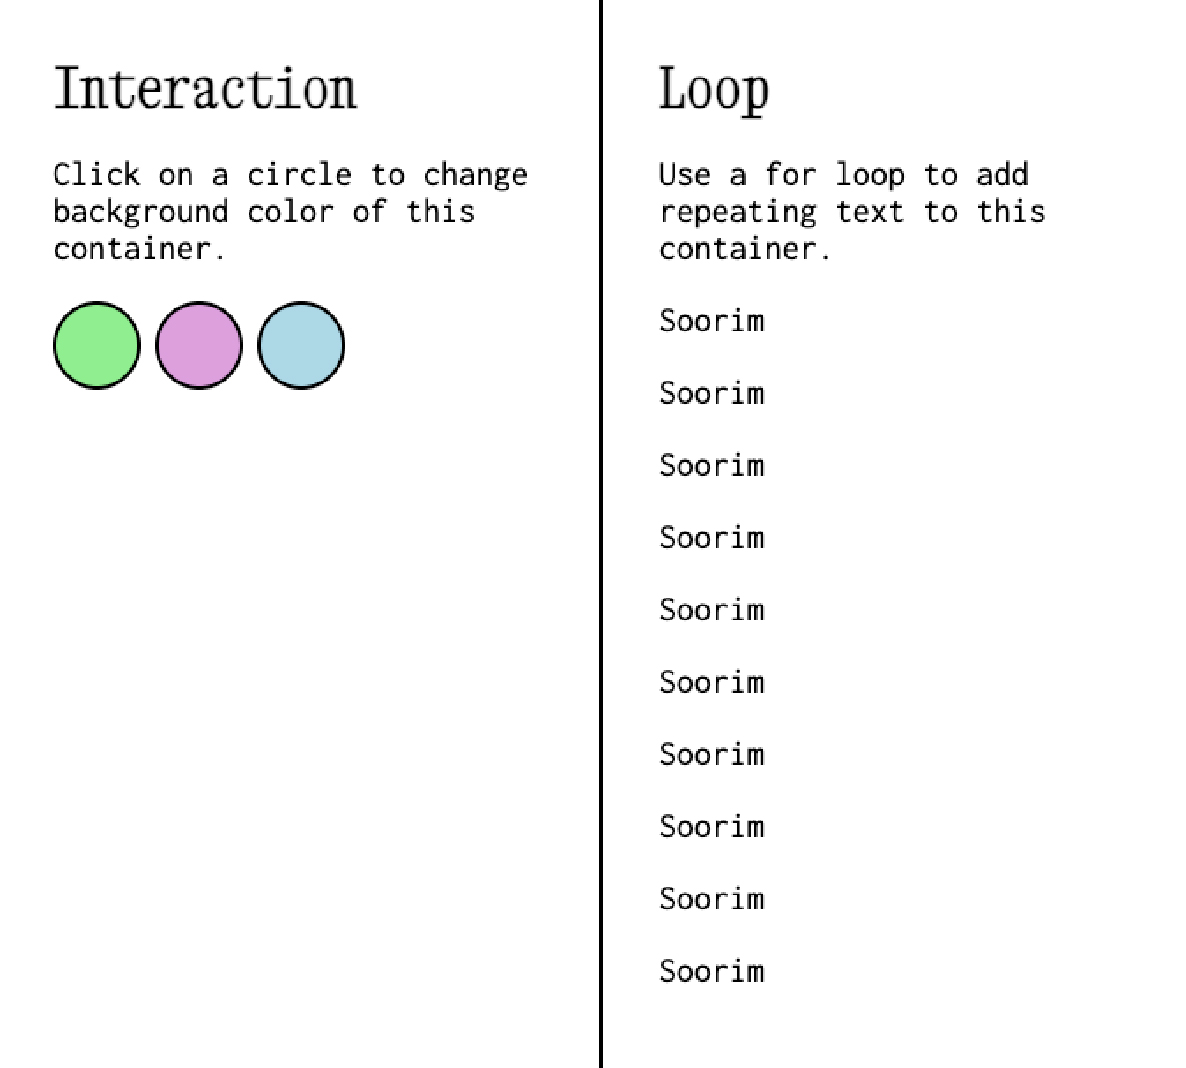 Interaction
Click on a circle to change
background color of this
container.
Loop
Use a for loop to add
repeating text to this
container.
Soorim
Soorim
Soorim
Soorim
Soorim
Soorim
Soorim
Soorim
Soorim
Soorim